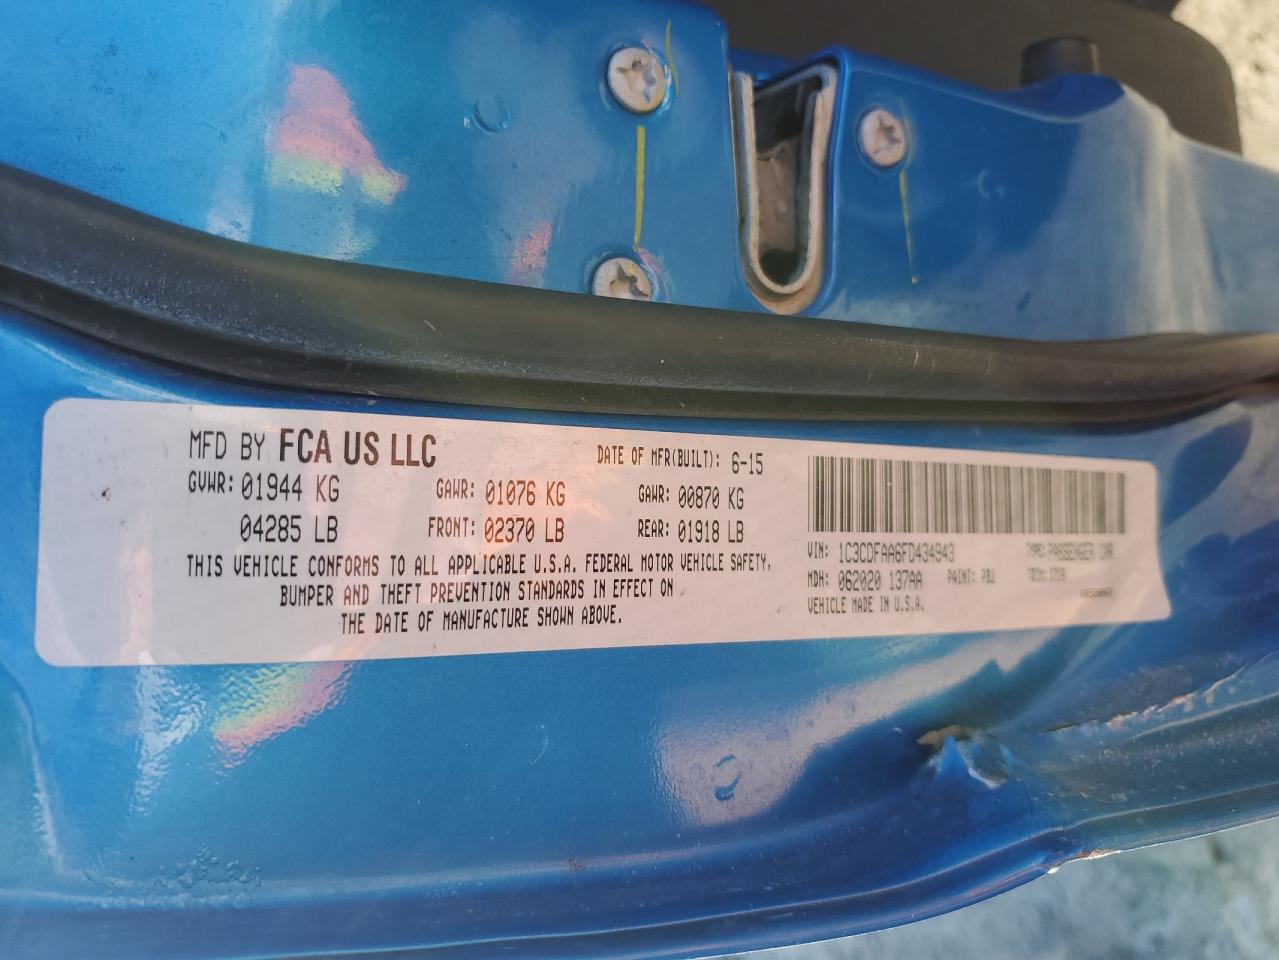 MFD BY FCA US LLC DATE OF MFR(BUILT): 6-15
GVWR: 01944 KG GAWR: 01076 KG GAWR: 00870 KG
04285 LB FRONT: 02370 LB REAR: 01918 LB
THIS VEHICLE CONFORMS TO ALL APPLICABLE U.S.A. FEDERAL MOTOR VEHICLE SAFETY,
BUMPER AND THEFT PREVENTION STANDARDS IN EFFECT ON
THE DATE OF MANUFACTURE SHOWN ABOVE.
VIN: 1C3CDFAA6FD434943 TYPE: PASSENGER CAR
MDH: 062020 137AA PAINT: PBJ TRIM:
VEHICLE MADE IN U.S.A.